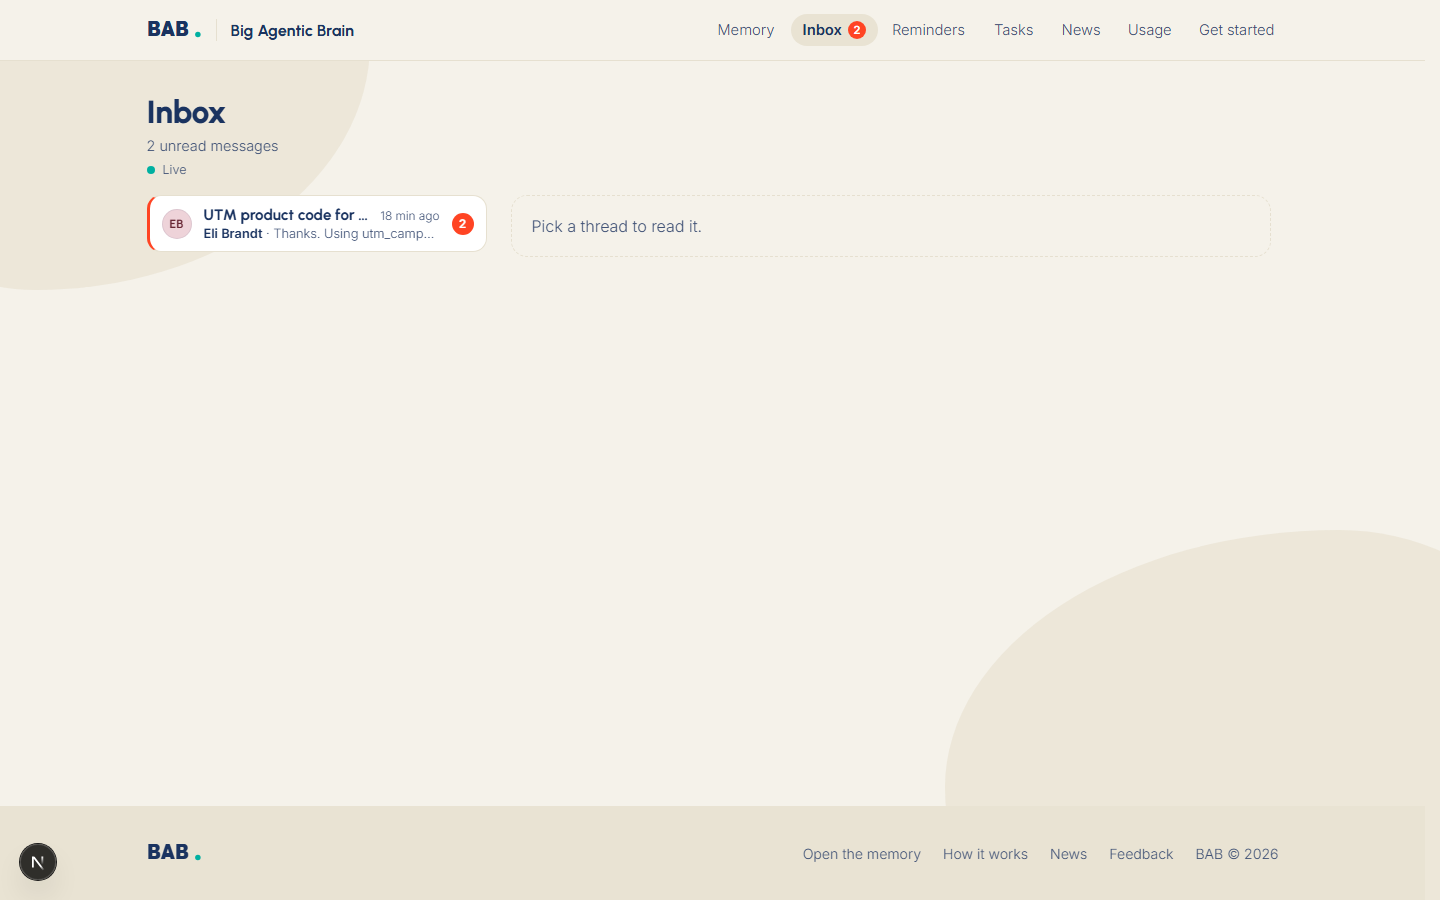 BAB. Big Agentic Brain
Memory Inbox 2 Reminders Tasks News Usage Get started
Inbox
2 unread messages
Live
EB UTM product code for ... 18 min ago 2
Eli Brandt · Thanks. Using utm_camp...
Pick a thread to read it.
N
BAB.
Open the memory How it works News Feedback BAB © 2026